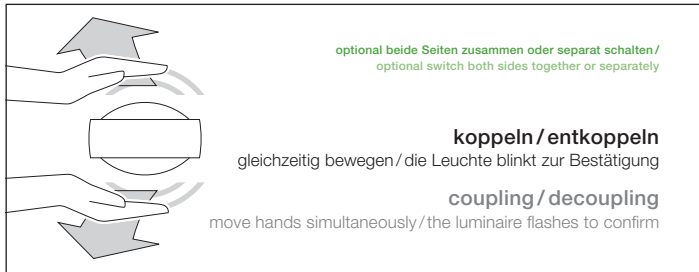 optional beide Seiten zusammen oder separat schalten/
optional switch both sides together or separately
koppeln/entkoppeln
gleichzeitig bewegen/die Leuchte blinkt zur Bestätigung
coupling/decoupling
move hands simultaneously/the luminaire flashes to confirm